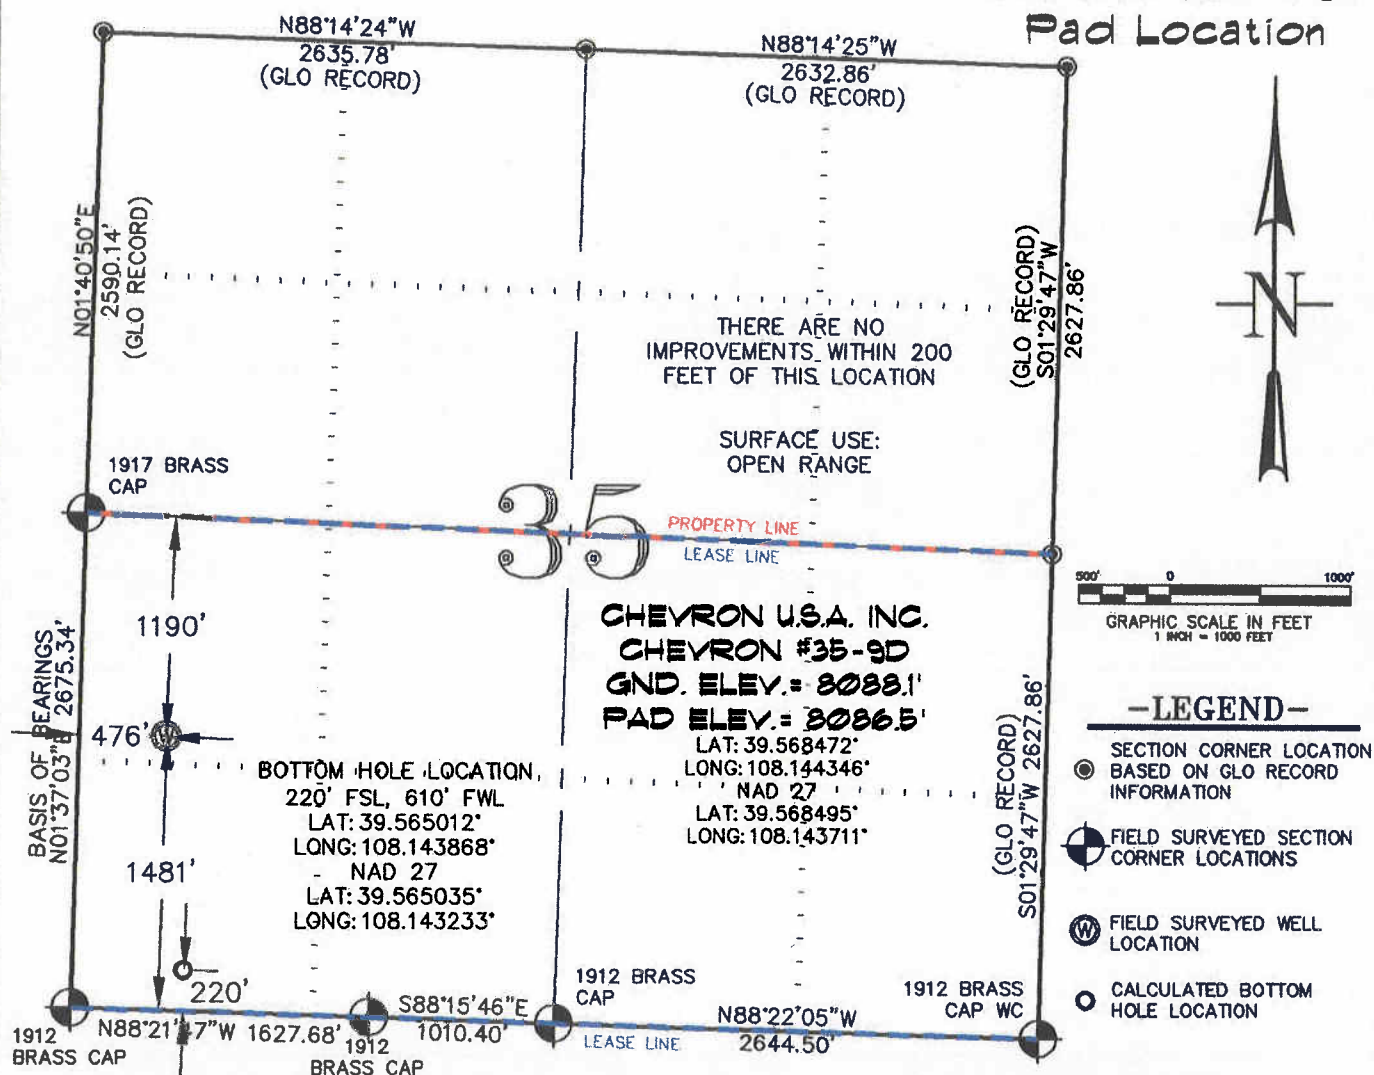 Pad Location
N88°14'24"W
2635.78'
(GLO RECORD)
N88°14'25"W
2632.86'
(GLO RECORD)
N01°40'50"E
2590.14'
(GLO RECORD)
(GLO RECORD)
S01°29'47"W
2627.86'
N
THERE ARE NO
IMPROVEMENTS WITHIN 200
FEET OF THIS LOCATION
SURFACE USE:
OPEN RANGE
1917 BRASS
CAP
35
PROPERTY LINE
LEASE LINE
500' 0 1000'
GRAPHIC SCALE IN FEET
1 INCH = 1000 FEET
1190'
CHEVRON U.S.A. INC.
CHEVRON #35-9D
GND. ELEV.= 8088.1'
PAD ELEV.= 8086.5'
LAT: 39.568472°
LONG: 108.144346°
NAD 27
LAT: 39.568495°
LONG: 108.143711°
BASIS OF BEARINGS
N01°37'03"E 2675.34'
476'
W
BOTTOM HOLE LOCATION
220' FSL, 610' FWL
LAT: 39.565012°
LONG: 108.143868°
NAD 27
LAT: 39.565035°
LONG: 108.143233°
1481'
220'
(GLO RECORD)
S01°29'47"W 2627.86'
-LEGEND-
SECTION CORNER LOCATION
BASED ON GLO RECORD
INFORMATION
FIELD SURVEYED SECTION
CORNER LOCATIONS
W
FIELD SURVEYED WELL
LOCATION
CALCULATED BOTTOM
HOLE LOCATION
1912
BRASS CAP
1627.68'
1912
BRASS CAP
S88°15'46"E
1010.40'
1912 BRASS
CAP
LEASE LINE
N88°22'05"W
2644.50'
1912 BRASS
CAP WC